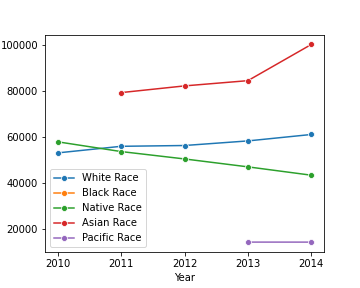 100000
80000
60000
40000
20000
White Race
Black Race
Native Race
Asian Race
Pacific Race
2010 2011 2012 2013 2014
Year